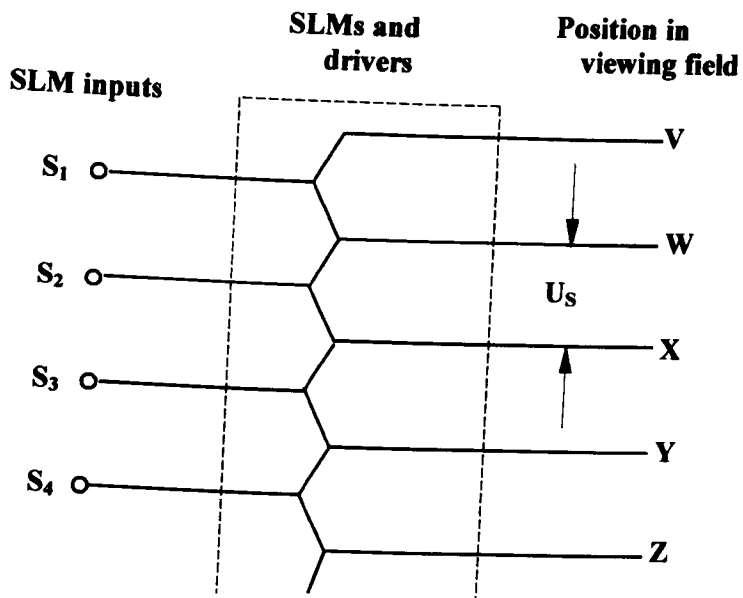 SLMs and
drivers
Position in
viewing field
SLM inputs
V
S1
W
S2
US
X
S3
Y
S4
Z